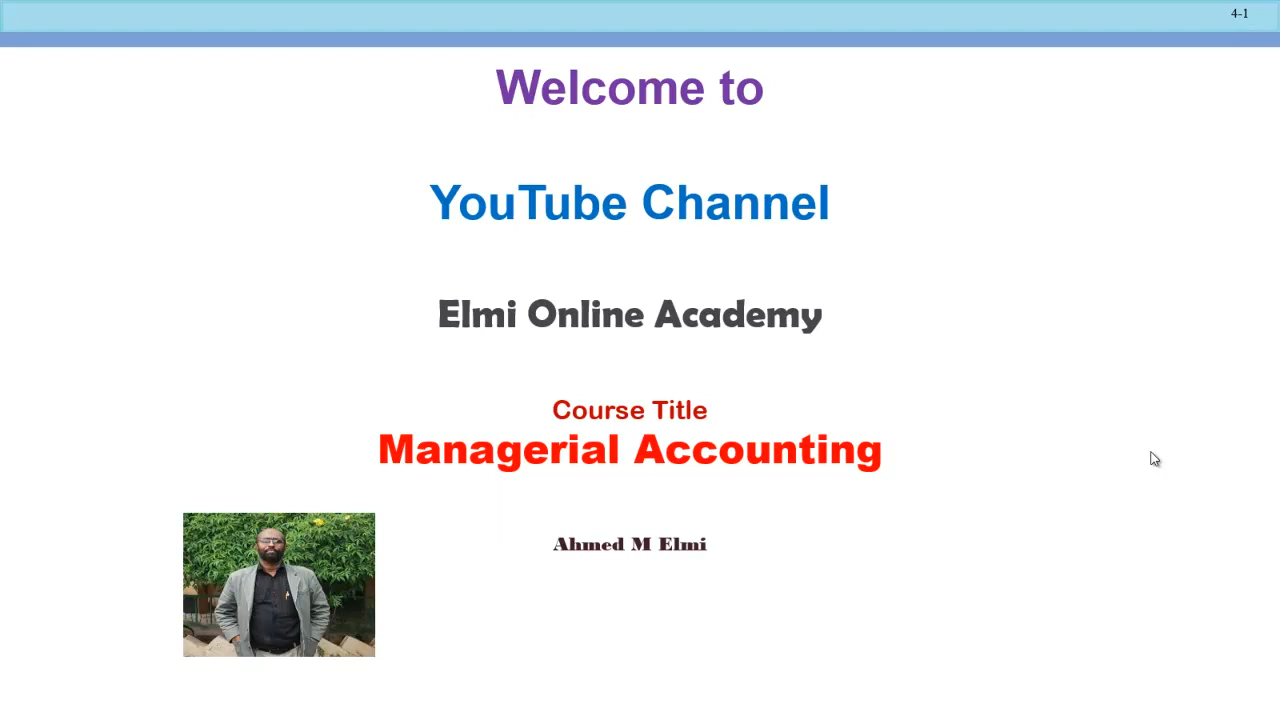 4-1
Welcome to
YouTube Channel
Elmi Online Academy
Course Title
Managerial Accounting
Ahmed M Elmi